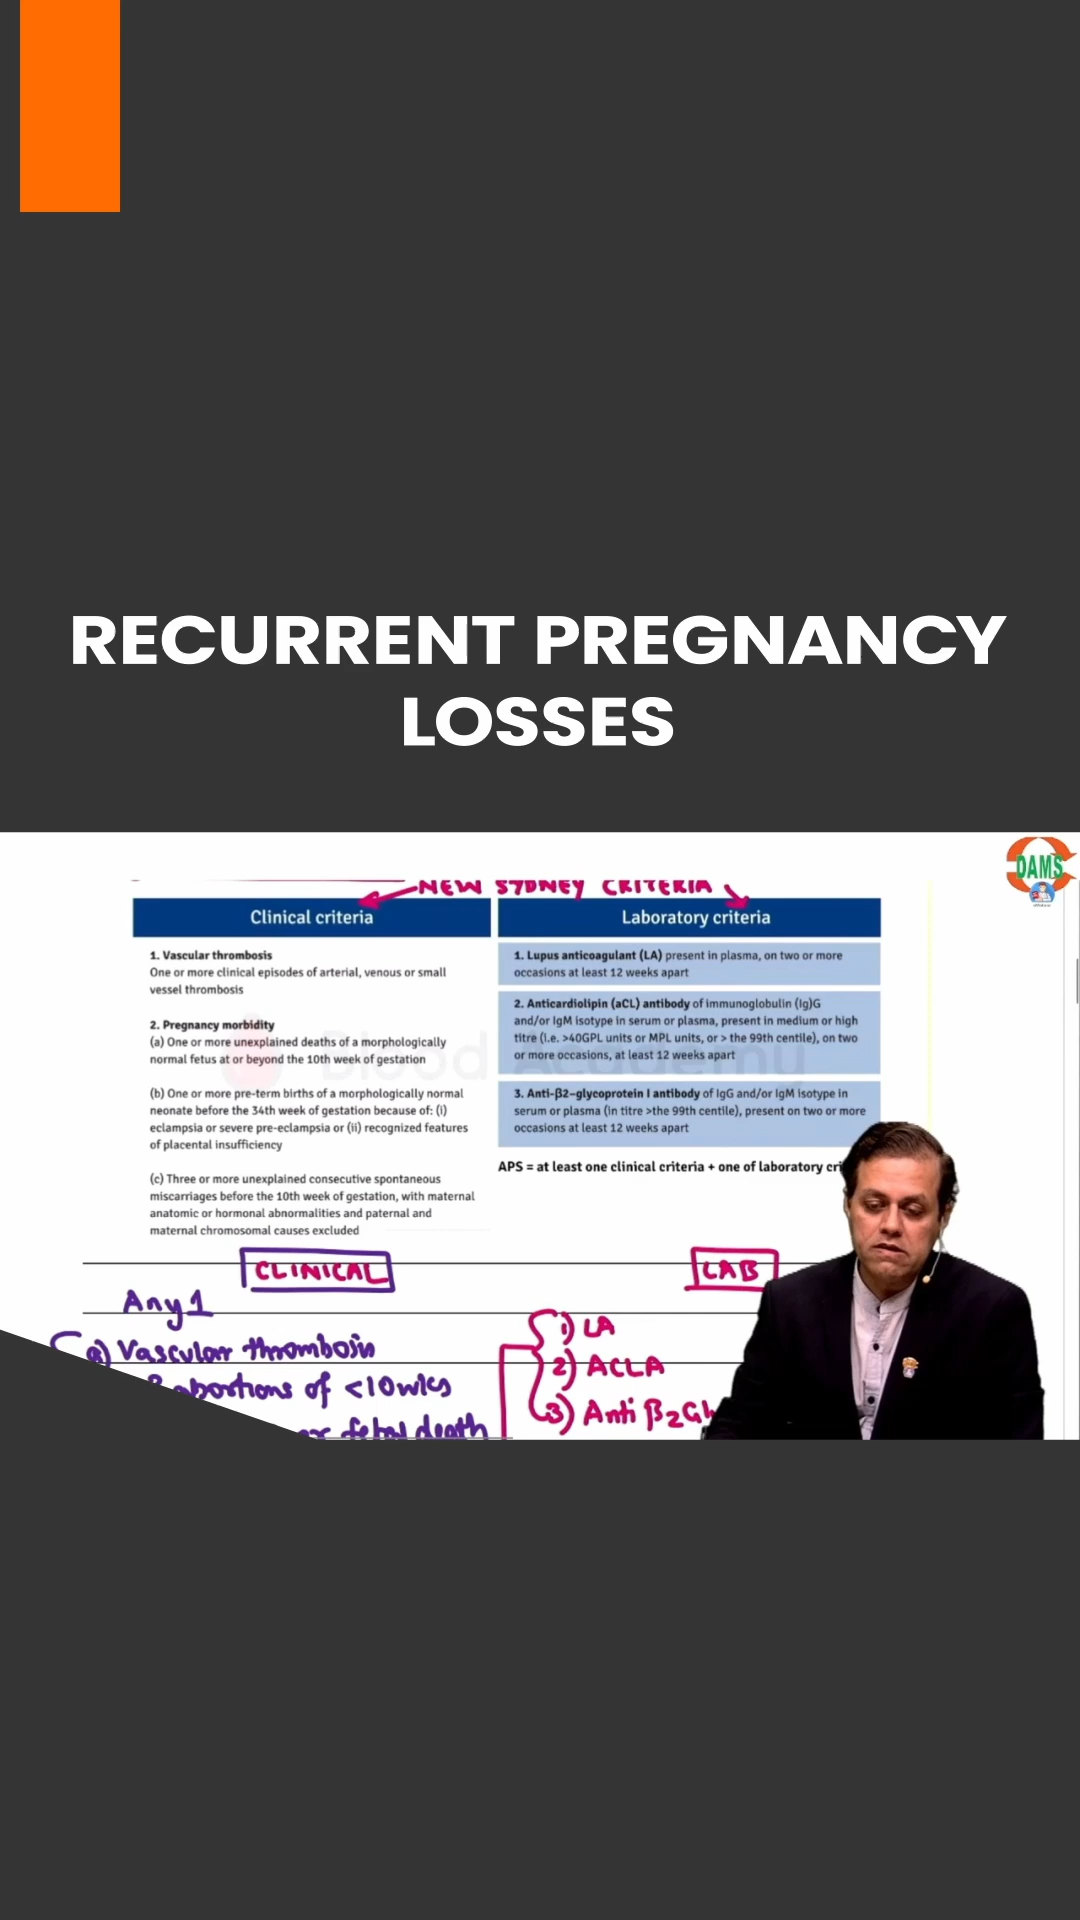 RECURRENT PREGNANCY
LOSSES
DAMS
NEW SYDNEY CRITERIA
Clinical criteria
Laboratory criteria
1. Vascular thrombosis
One or more clinical episodes of arterial, venous or small
vessel thrombosis
2. Pregnancy morbidity
(a) One or more unexplained deaths of a morphologically
normal fetus at or beyond the 10th week of gestation
(b) One or more pre-term births of a morphologically normal
neonate before the 34th week of gestation because of: (i)
eclampsia or severe pre-eclampsia or (ii) recognized features
of placental insufficiency
(c) Three or more unexplained consecutive spontaneous
miscarriages before the 10th week of gestation, with maternal
anatomic or hormonal abnormalities and paternal and
maternal chromosomal causes excluded
1. Lupus anticoagulant (LA) present in plasma, on two or more
occasions at least 12 weeks apart
2. Anticardiolipin (aCL) antibody of immunoglobulin (Ig)G
and/or IgM isotype in serum or plasma, present in medium or high
titre (i.e. >40GPL units or MPL units, or > the 99th centile), on two
or more occasions, at least 12 weeks apart
3. Anti-β2–glycoprotein I antibody of IgG and/or IgM isotype in
serum or plasma (in titre >the 99th centile), present on two or more
occasions at least 12 weeks apart
APS = at least one clinical criteria + one of laboratory
Blood Academy
CLINICAL
Any 1
a) Vascular thrombosis
abortions of <10 wks
fetal death
LAB
1) LA
2) ACLA
3) Anti β2